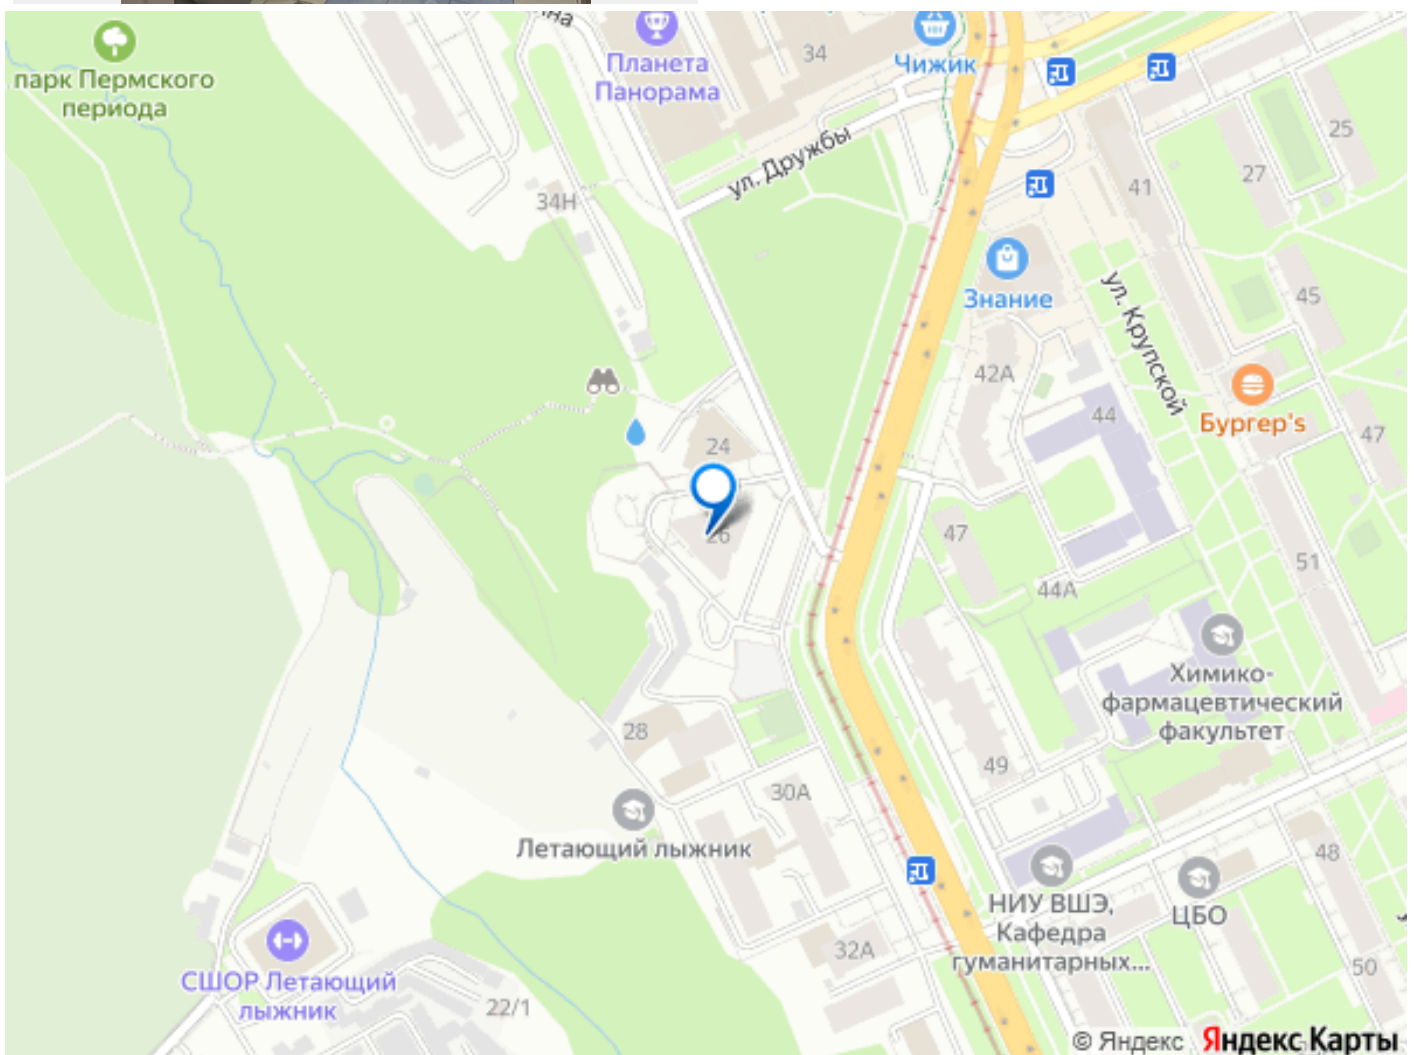 парк Пермского
периода
Планета
Панорама
34
Чижик
25
27
41
ул. Дружбы
34Н
Знание
45
ул. Крупской
42А
Бургер's
44
47
24
26
47
51
44А
Химико-
фармацевтический
факультет
28
49
30А
Летающий лыжник
48
НИУ ВШЭ,
Кафедра
гуманитарных...
ЦБО
32А
50
СШОР Летающий
лыжник
22/1
© Яндекс Яндекс Карты